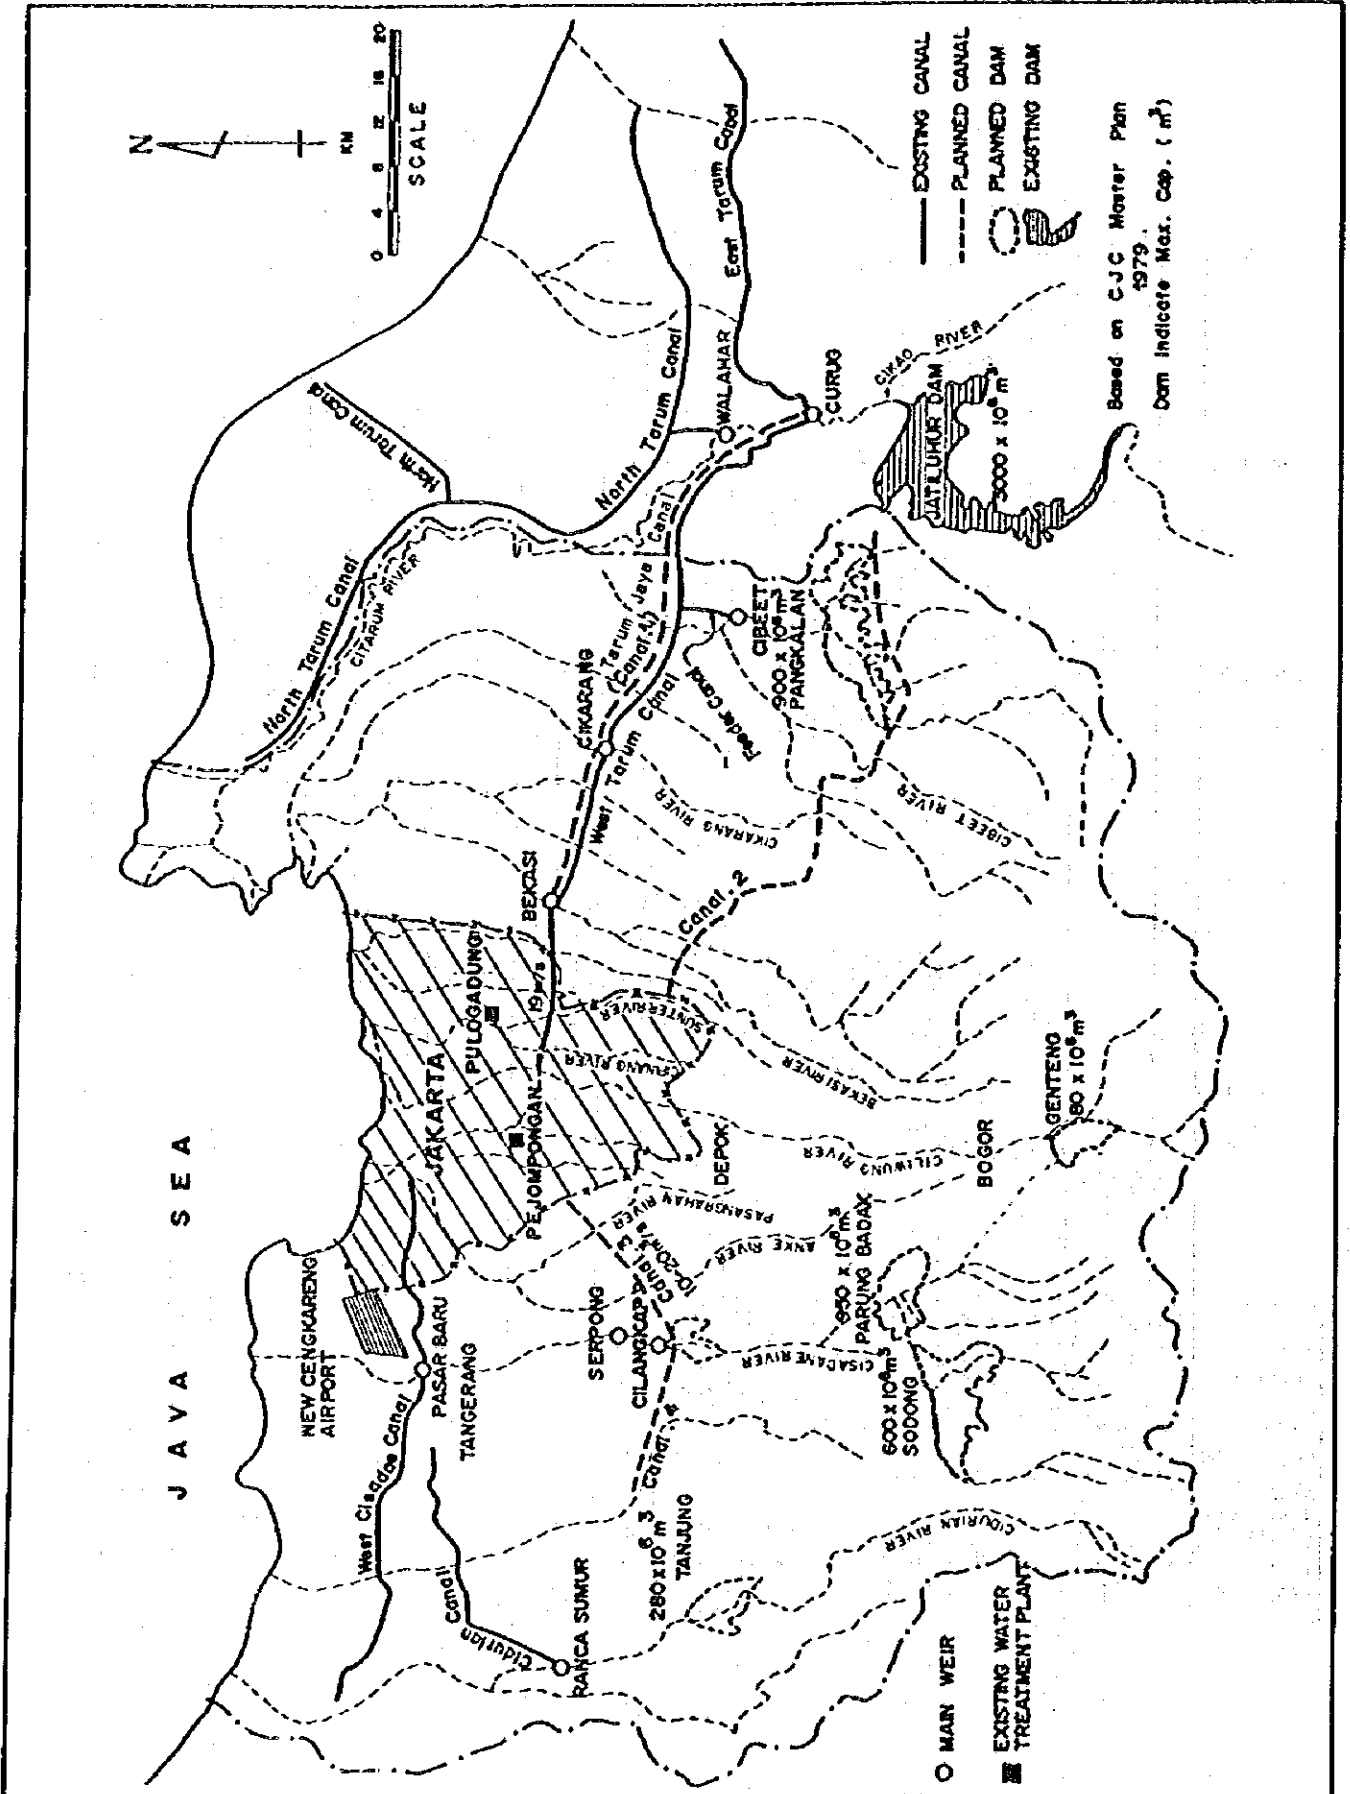 JAVA SEA
N
KM
0 4 8 12 16 20
SCALE
NEW CENGKARENG
AIRPORT
West Cisadae Canal
PASAR BARU
TANGERANG
Cidurian Canal
RANCA SUMUR
JAKARTA
PULOGADUNG
PEJOMPONGAN
19 m³/s
BEKASI
CIKARANG
North Tarum Canal
CITARUM RIVER
North Tarum Canal
North Tarum Canal
(Tarum Jaya Canal
(Canal 1)
West Tarum Canal
East Tarum Canal
WALAHAR
CURUG
CIKAO RIVER
JATILUHUR DAM
3000 x 10⁶ m³
CIBEET
900 x 10⁶ m³
PANGKALAN
Feeder Canal
CIKARANG RIVER
CIBEET RIVER
Canal. 2
SUNTER RIVER
BEKASI RIVER
CILIWUNG RIVER
DEPOK
BOGOR
GENTENG
80 x 10⁶ m³
PASANGRAHAN RIVER
ANKE RIVER
Canal. 3
10-20 m³/s
SERPONG
CILANGKAP
CISADANE RIVER
PARUNG BADAK
600 x 10⁶ m³
SODONG
Canal. 4
280 x 10⁶ m³
TANJUNG
CIDURIAN RIVER
EXISTING CANAL
PLANNED CANAL
PLANNED DAM
EXISTING DAM
Based on CJC Master Plan
1979.
Dam Indicate Max. Cap. (m³)
MAIN WEIR
EXISTING WATER
TREATMENT PLANT